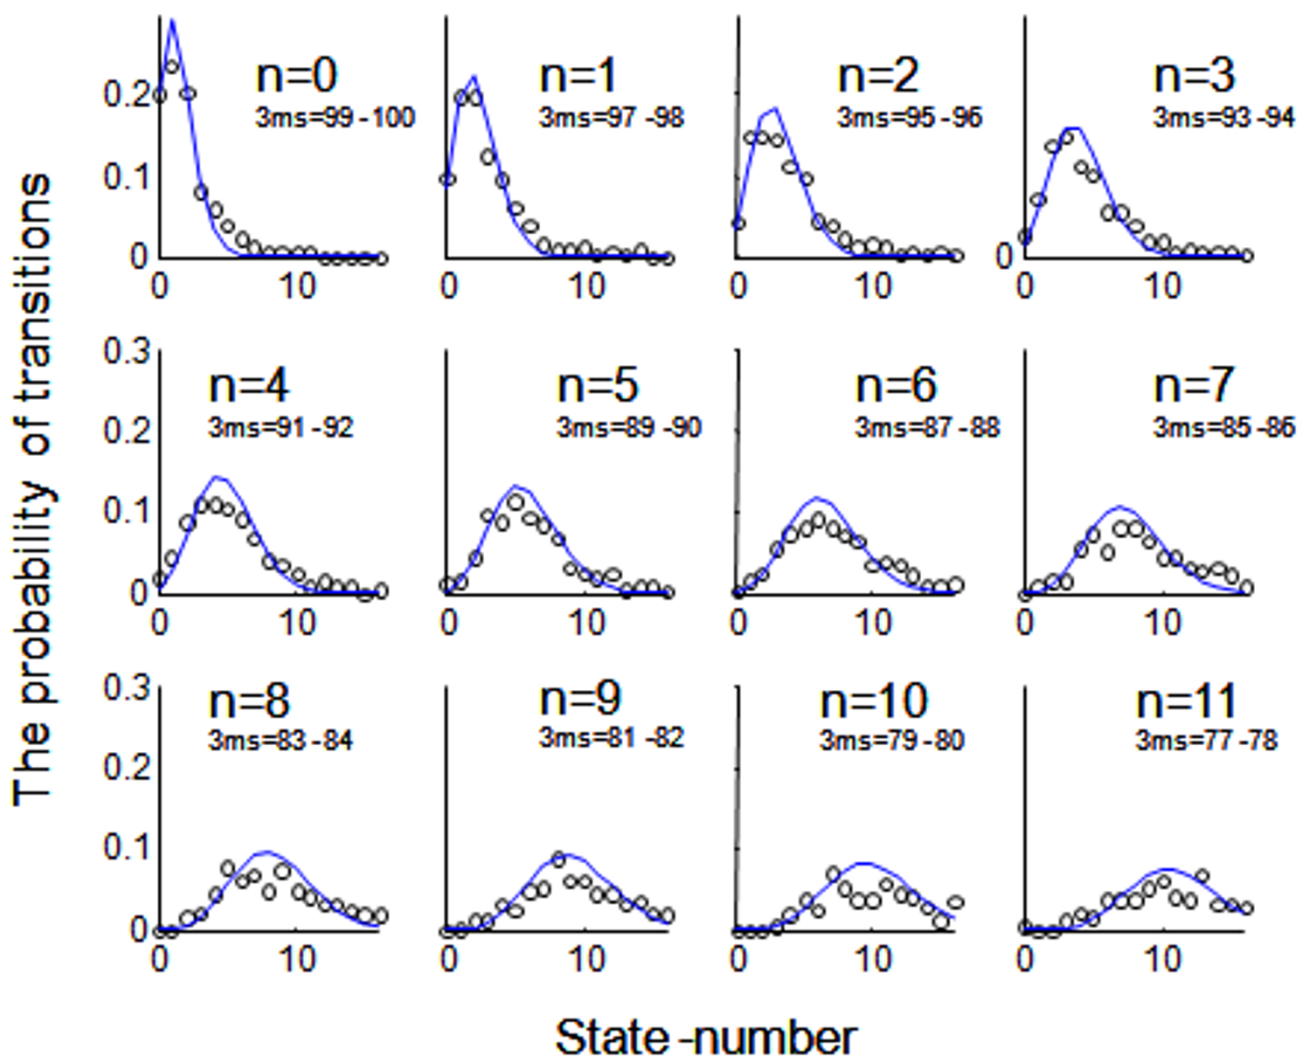 The probability of transitions
n=0
3ms=99-100
n=1
3ms=97-98
n=2
3ms=95-96
n=3
3ms=93-94
0.2
0.1
0
0
0 10 0 10 0 10 0 10
n=4
3ms=91-92
n=5
3ms=89-90
n=6
3ms=87-88
n=7
3ms=85-86
0.3
0.2
0.1
0
0 10 0 10 0 10 0 10
n=8
3ms=83-84
n=9
3ms=81-82
n=10
3ms=79-80
n=11
3ms=77-78
0.3
0.2
0.1
0
0 10 0 10 0 10 0 10
State-number